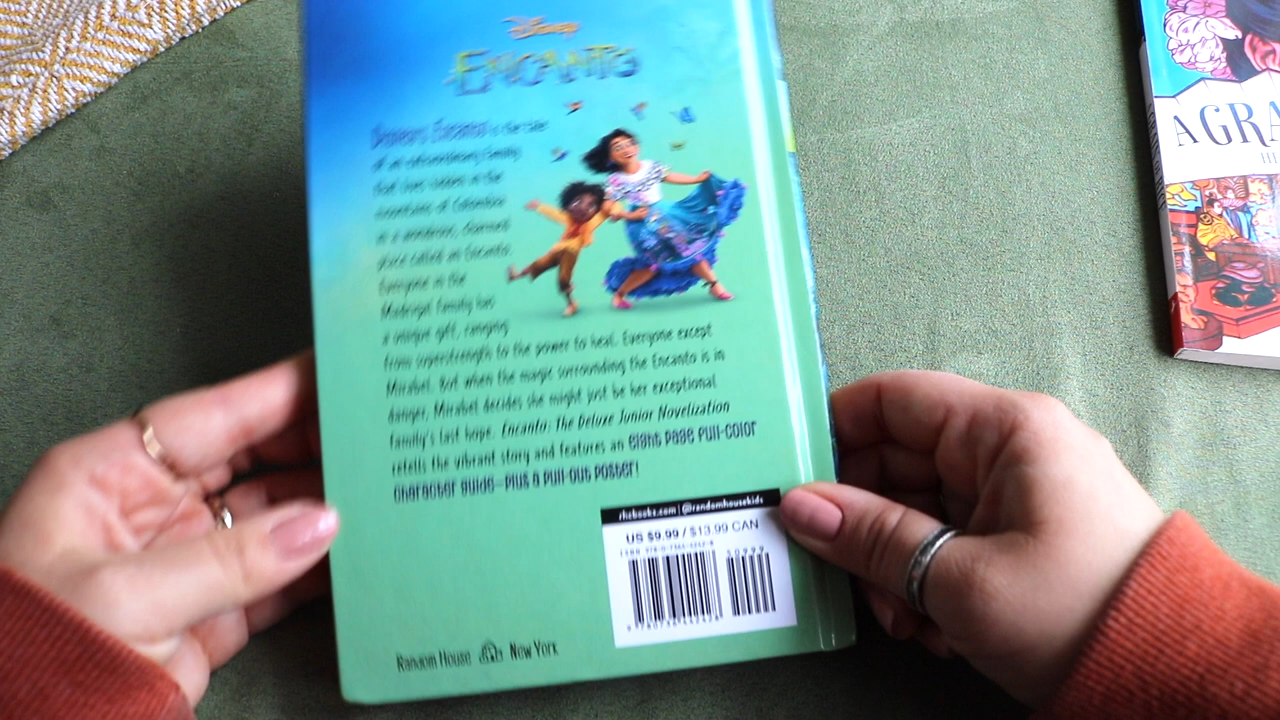 Disney
ENCANTO
Disney's Encanto is the tale
of an extraordinary family
that lives hidden in the
mountains of Colombia
in a wondrous, charmed
place called an Encanto.
Everyone in the
Madrigal family has
a unique gift, ranging
from superstrength to the power to heal. Everyone except
Mirabel. But when the magic surrounding the Encanto is in
danger, Mirabel decides she might just be her exceptional
family's last hope. Encanto: The Deluxe Junior Novelization
retells the vibrant story and features an eight page full-color
character guide—plus a pull-out poster!
rhcbooks.com | @randomhousekids
US $9.99 / $13.99 CAN
50999
Random House New York
A GRA